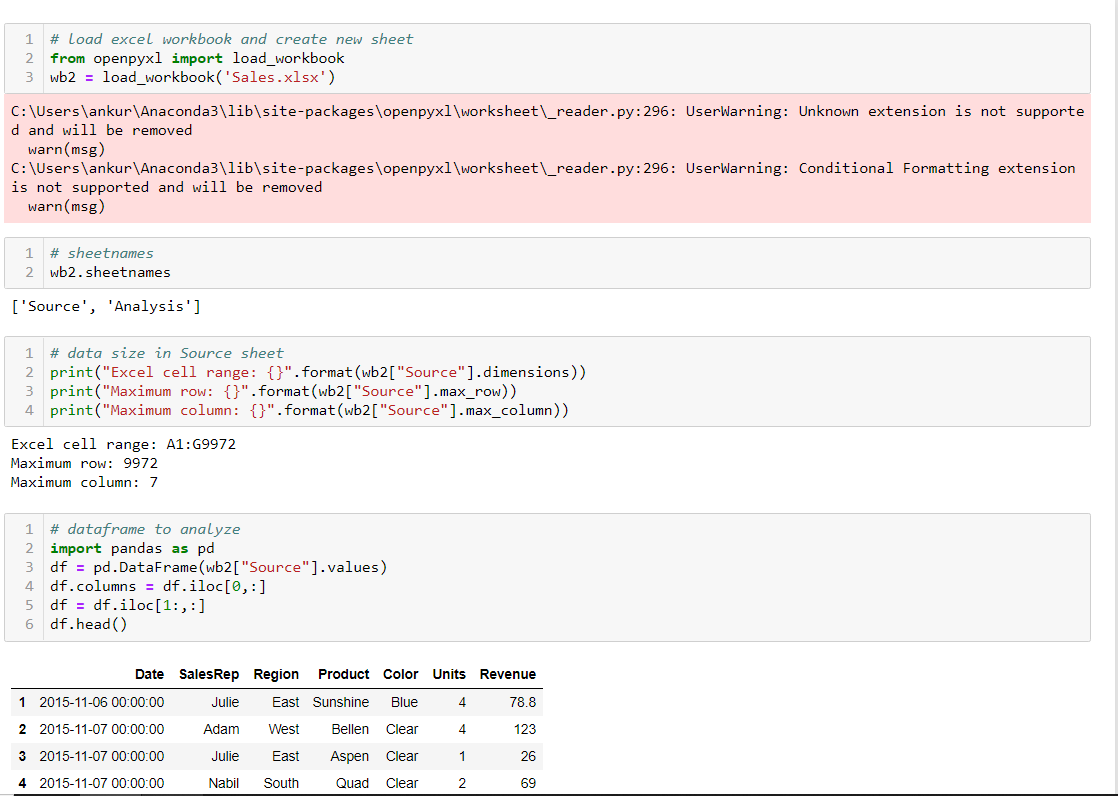 1 # load excel workbook and create new sheet
2 from openpyxl import load_workbook
3 wb2 = load_workbook('Sales.xlsx')
C:\Users\ankur\Anaconda3\lib\site-packages\openpyxl\worksheet\_reader.py:296: UserWarning: Unknown extension is not supporte
d and will be removed
  warn(msg)
C:\Users\ankur\Anaconda3\lib\site-packages\openpyxl\worksheet\_reader.py:296: UserWarning: Conditional Formatting extension
is not supported and will be removed
  warn(msg)
1 # sheetnames
2 wb2.sheetnames
['Source', 'Analysis']
1 # data size in Source sheet
2 print("Excel cell range: {}".format(wb2["Source"].dimensions))
3 print("Maximum row: {}".format(wb2["Source"].max_row))
4 print("Maximum column: {}".format(wb2["Source"].max_column))
Excel cell range: A1:G9972
Maximum row: 9972
Maximum column: 7
1 # dataframe to analyze
2 import pandas as pd
3 df = pd.DataFrame(wb2["Source"].values)
4 df.columns = df.iloc[0,:]
5 df = df.iloc[1:,:]
6 df.head()
Date SalesRep Region Product Color Units Revenue
1 2015-11-06 00:00:00 Julie East Sunshine Blue 4 78.8
2 2015-11-07 00:00:00 Adam West Bellen Clear 4 123
3 2015-11-07 00:00:00 Julie East Aspen Clear 1 26
4 2015-11-07 00:00:00 Nabil South Quad Clear 2 69